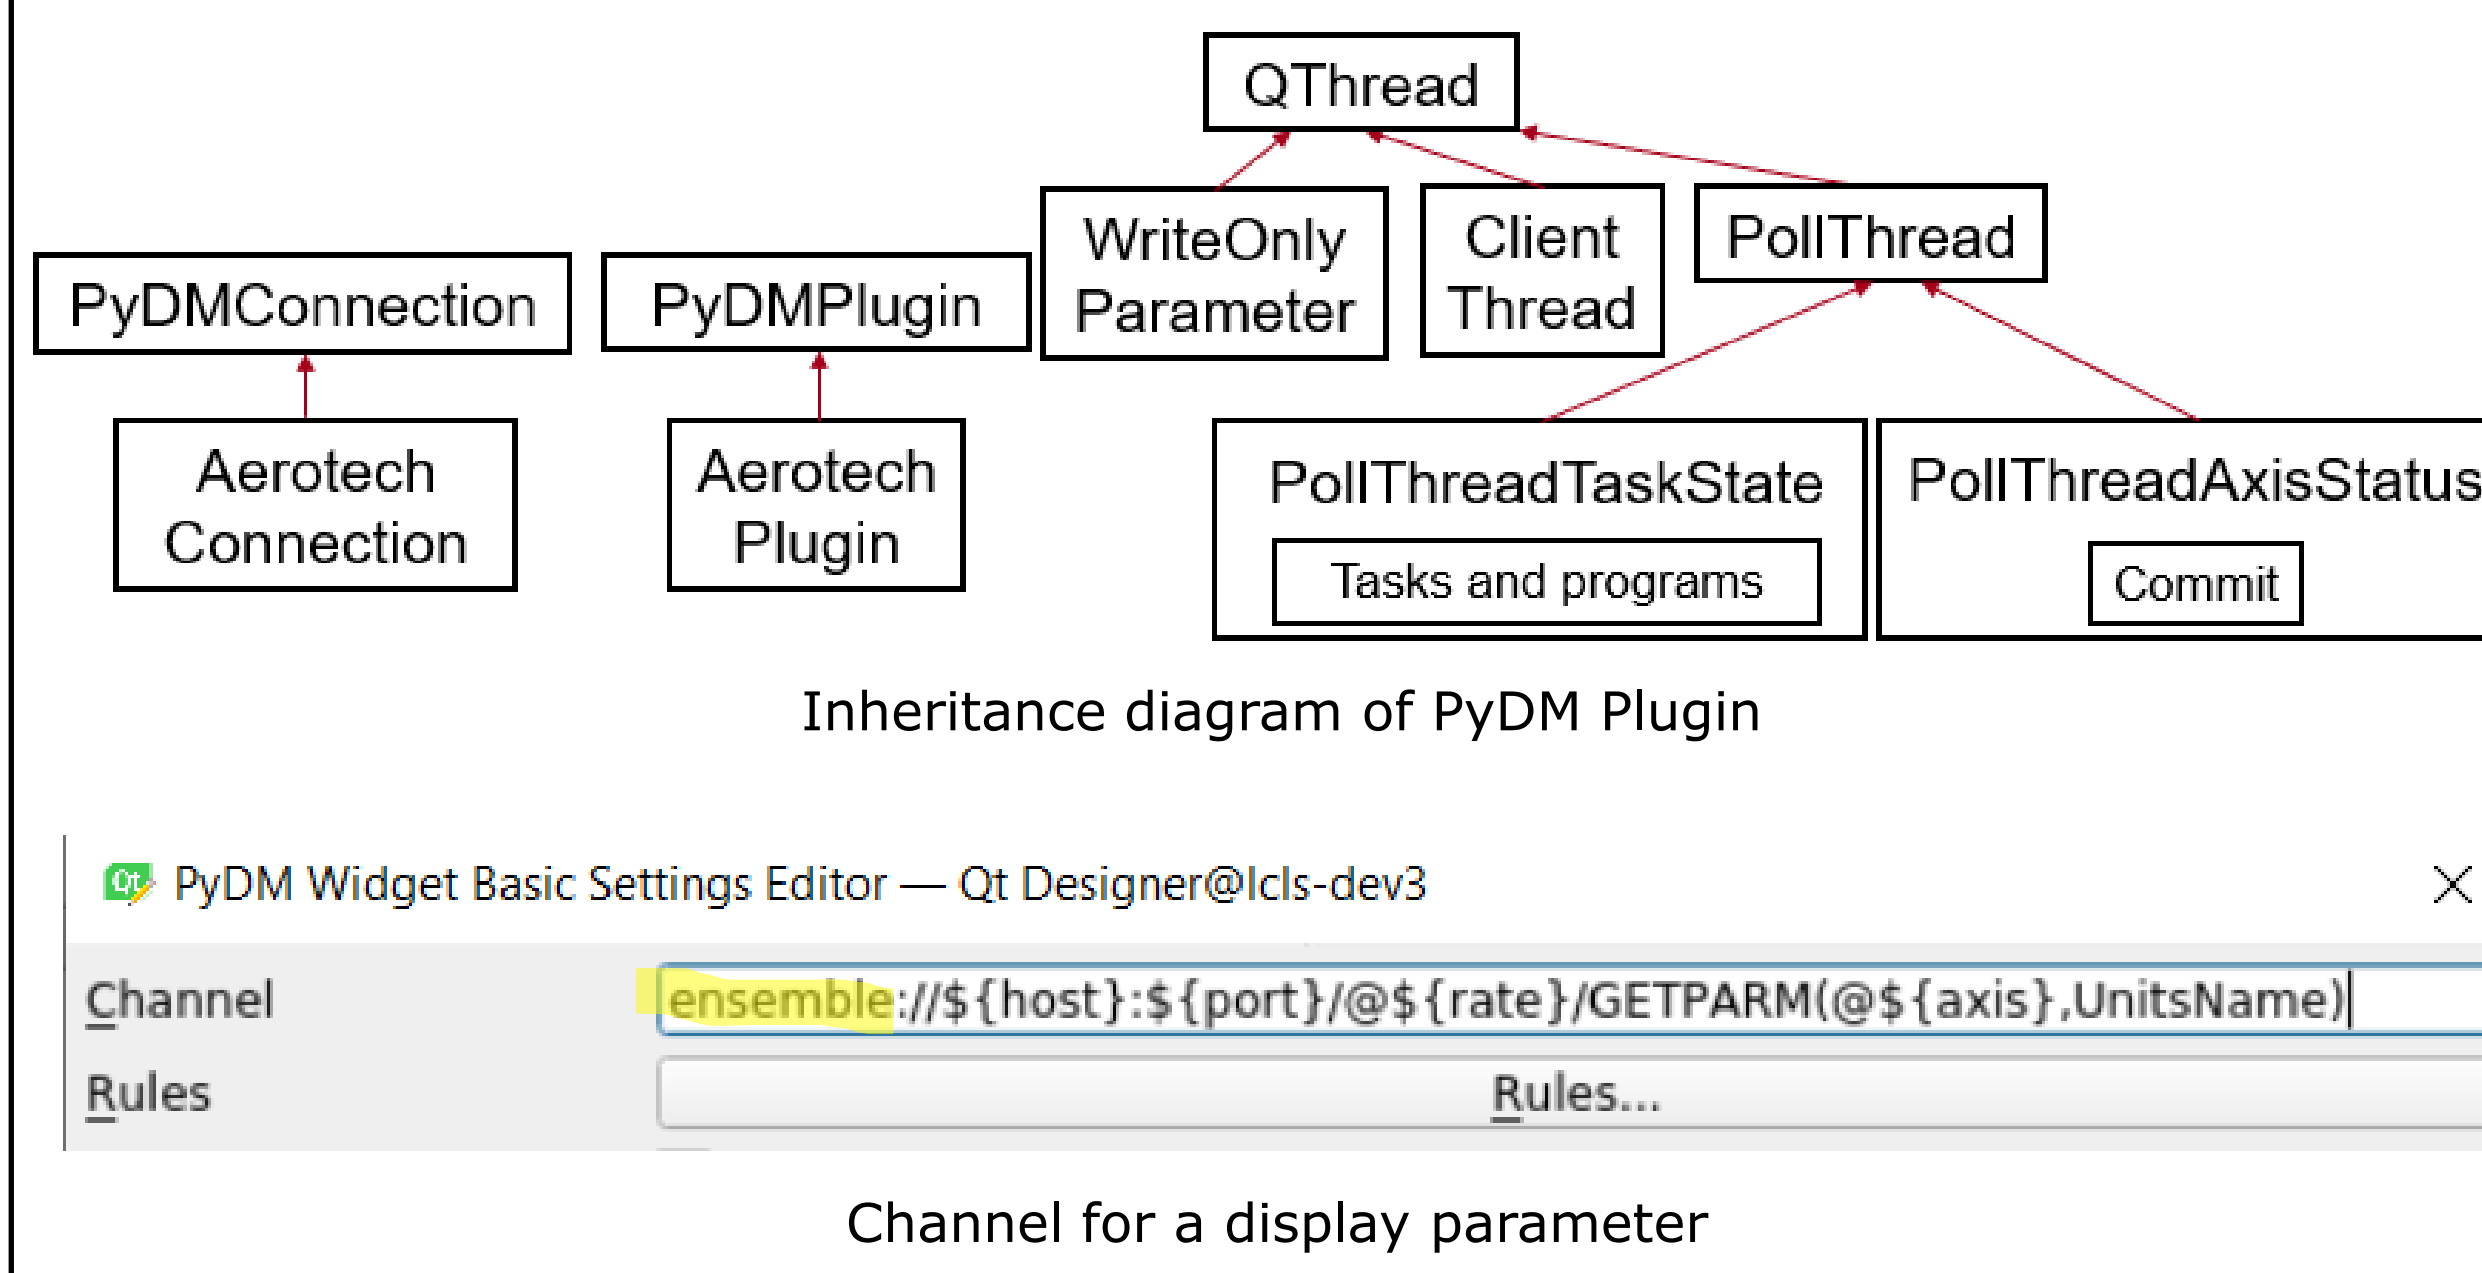 QThread
WriteOnly
Parameter
Client
Thread
PollThread
PyDMConnection
PyDMPlugin
Aerotech
Connection
Aerotech
Plugin
PollThreadTaskState
Tasks and programs
PollThreadAxisStatus
Commit
Inheritance diagram of PyDM Plugin
Qt PyDM Widget Basic Settings Editor — Qt Designer@lcls-dev3
Channel
ensemble://${host}:${port}/@${rate}/GETPARM(@${axis},UnitsName)
Rules
Rules...
Channel for a display parameter